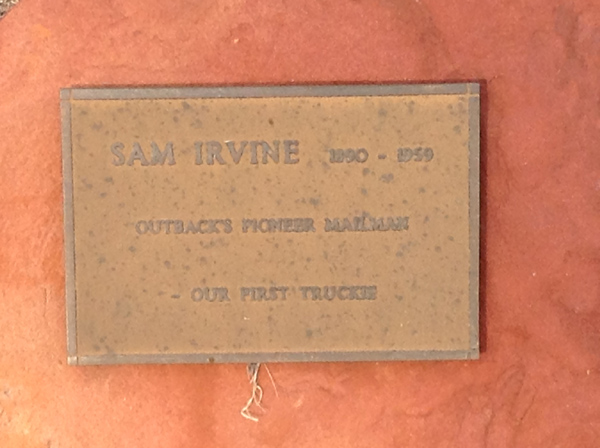 SAM IRVINE 1890 - 1959
OUTBACK'S PIONEER MAILMAN
- OUR FIRST TRUCKIE